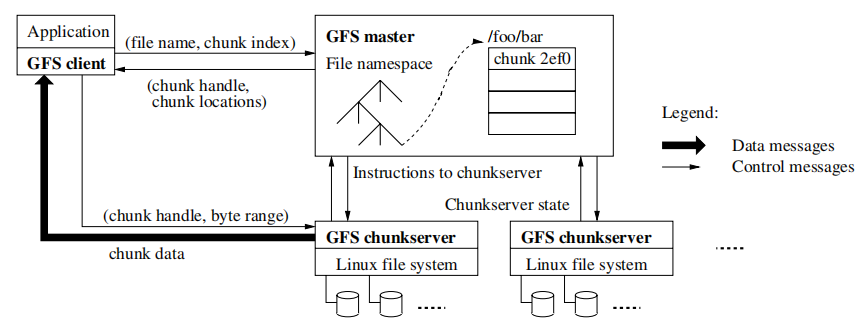 Application
GFS client
(file name, chunk index)
(chunk handle,
chunk locations)
GFS master
File namespace
/foo/bar
chunk 2ef0
Legend:
Data messages
Control messages
Instructions to chunkserver
Chunkserver state
(chunk handle, byte range)
chunk data
GFS chunkserver
Linux file system
GFS chunkserver
Linux file system